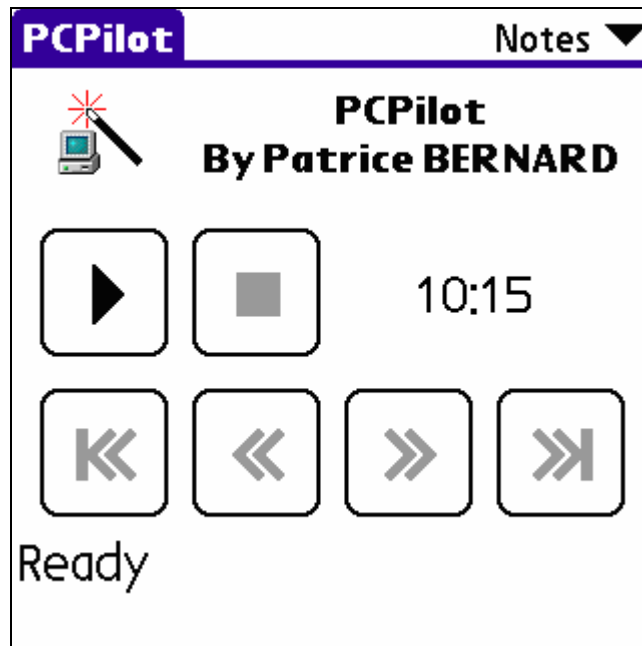 PCPilot Notes
PCPilot
By Patrice BERNARD
10:15
Ready